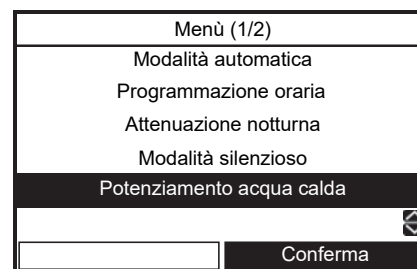 Menù (1/2)
Modalità automatica
Programmazione oraria
Attenuazione notturna
Modalità silenzioso
Potenziamento acqua calda
Conferma